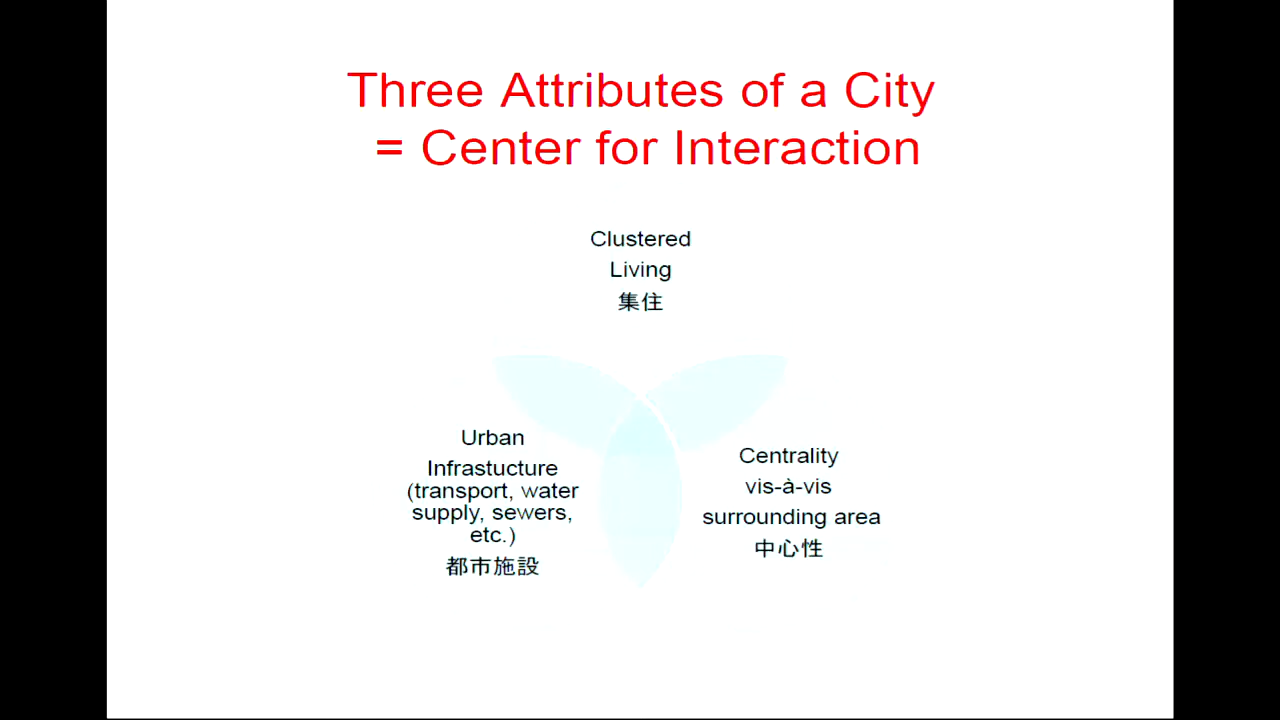 Three Attributes of a City
= Center for Interaction
Clustered
Living
集住
Urban
Infrastucture
(transport, water
supply, sewers,
etc.)
都市施設
Centrality
vis-à-vis
surrounding area
中心性